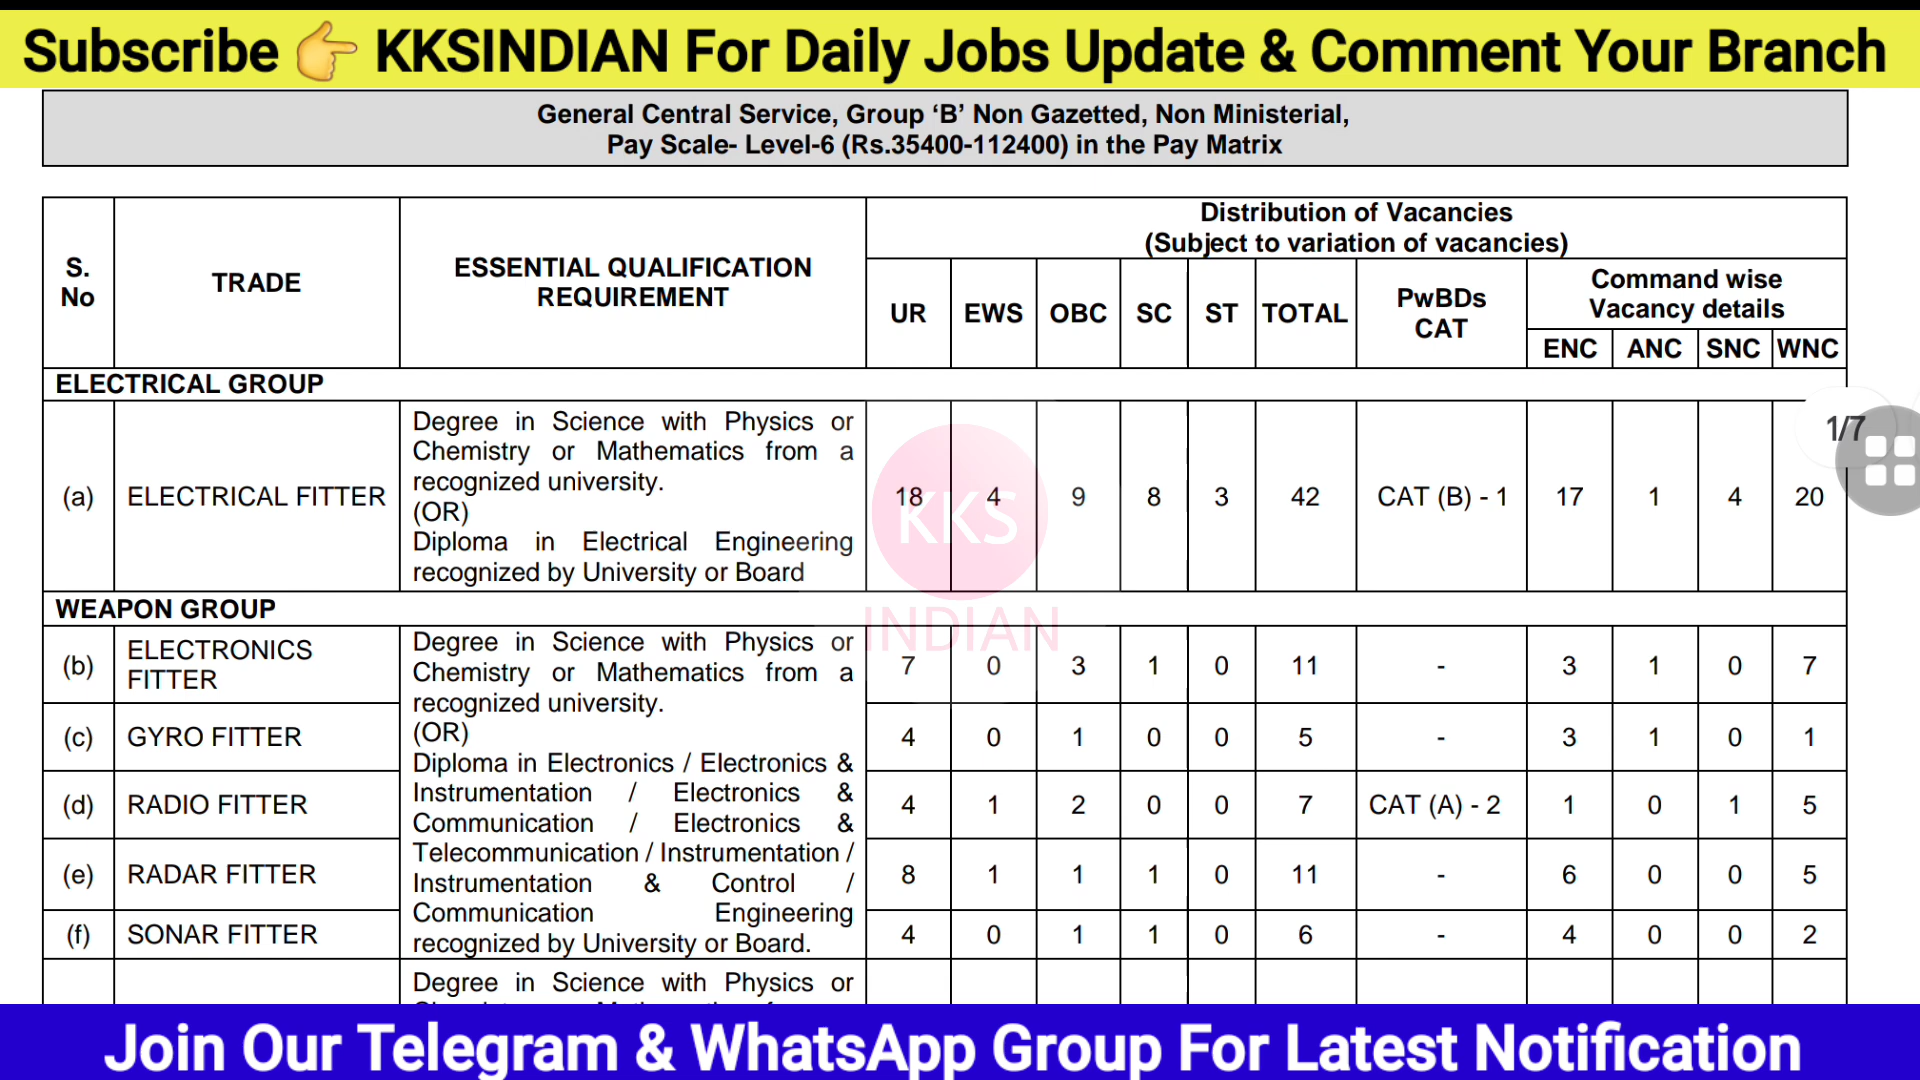 Subscribe 👉 KKSINDIAN For Daily Jobs Update & Comment Your Branch
General Central Service, Group ‘B’ Non Gazetted, Non Ministerial,
Pay Scale- Level-6 (Rs.35400-112400) in the Pay Matrix
S. No TRADE ESSENTIAL QUALIFICATION REQUIREMENT
Distribution of Vacancies
(Subject to variation of vacancies)
UR EWS OBC SC ST TOTAL PwBDs CAT
Command wise
Vacancy details
ENC ANC SNC WNC
ELECTRICAL GROUP
(a) ELECTRICAL FITTER
Degree in Science with Physics or
Chemistry or Mathematics from a
recognized university.
(OR)
Diploma in Electrical Engineering
recognized by University or Board
18 4 9 8 3 42 CAT (B) - 1 17 1 4 20
1/7
KKS
INDIAN
WEAPON GROUP
Degree in Science with Physics or
Chemistry or Mathematics from a
recognized university.
(OR)
Diploma in Electronics / Electronics &
Instrumentation / Electronics &
Communication / Electronics &
Telecommunication / Instrumentation /
Instrumentation & Control /
Communication Engineering
recognized by University or Board.
(b) ELECTRONICS FITTER 7 0 3 1 0 11 - 3 1 0 7
(c) GYRO FITTER 4 0 1 0 0 5 - 3 1 0 1
(d) RADIO FITTER 4 1 2 0 0 7 CAT (A) - 2 1 0 1 5
(e) RADAR FITTER 8 1 1 1 0 11 - 6 0 0 5
(f) SONAR FITTER 4 0 1 1 0 6 - 4 0 0 2
Degree in Science with Physics or
Join Our Telegram & WhatsApp Group For Latest Notification